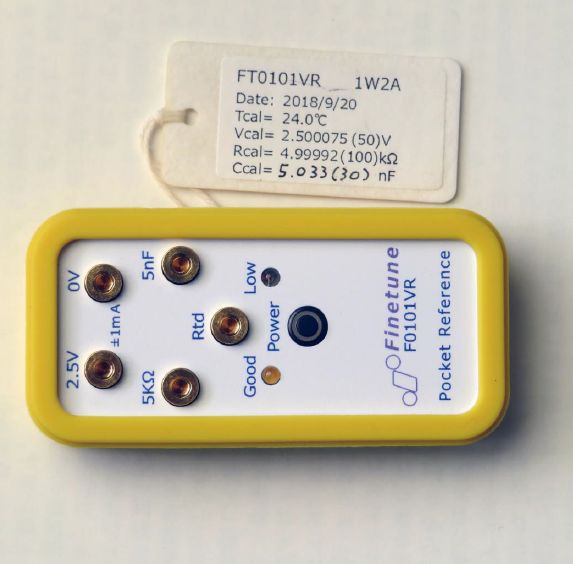 FT0101VR__ 1W2A
Date: 2018/9/20
Tcal= 24.0℃
Vcal= 2.500075(50)V
Rcal= 4.99992(100)kΩ
Ccal= 5.033(30) nF
0V
2.5V
±1mA
5nF
5KΩ
Rtd
Low
Good
Power
Finetune
F0101VR
Pocket Reference